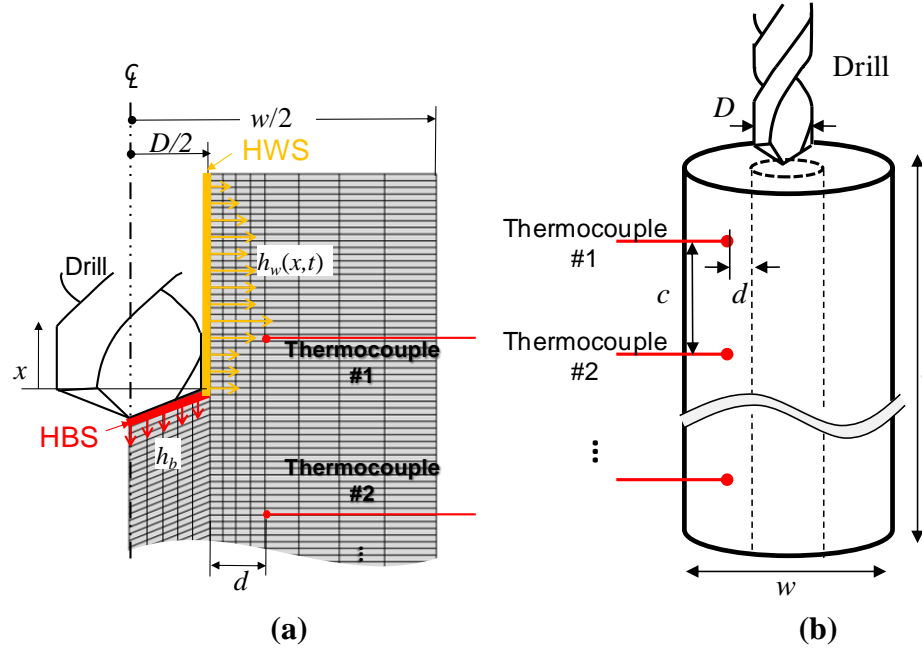 ℄
w/2
D/2
HWS
Drill
h_w(x,t)
x
Thermocouple
#1
HBS
h_b
Thermocouple
#2
...
d
(a)
Drill
D
Thermocouple
#1
d
c
Thermocouple
#2
...
w
(b)